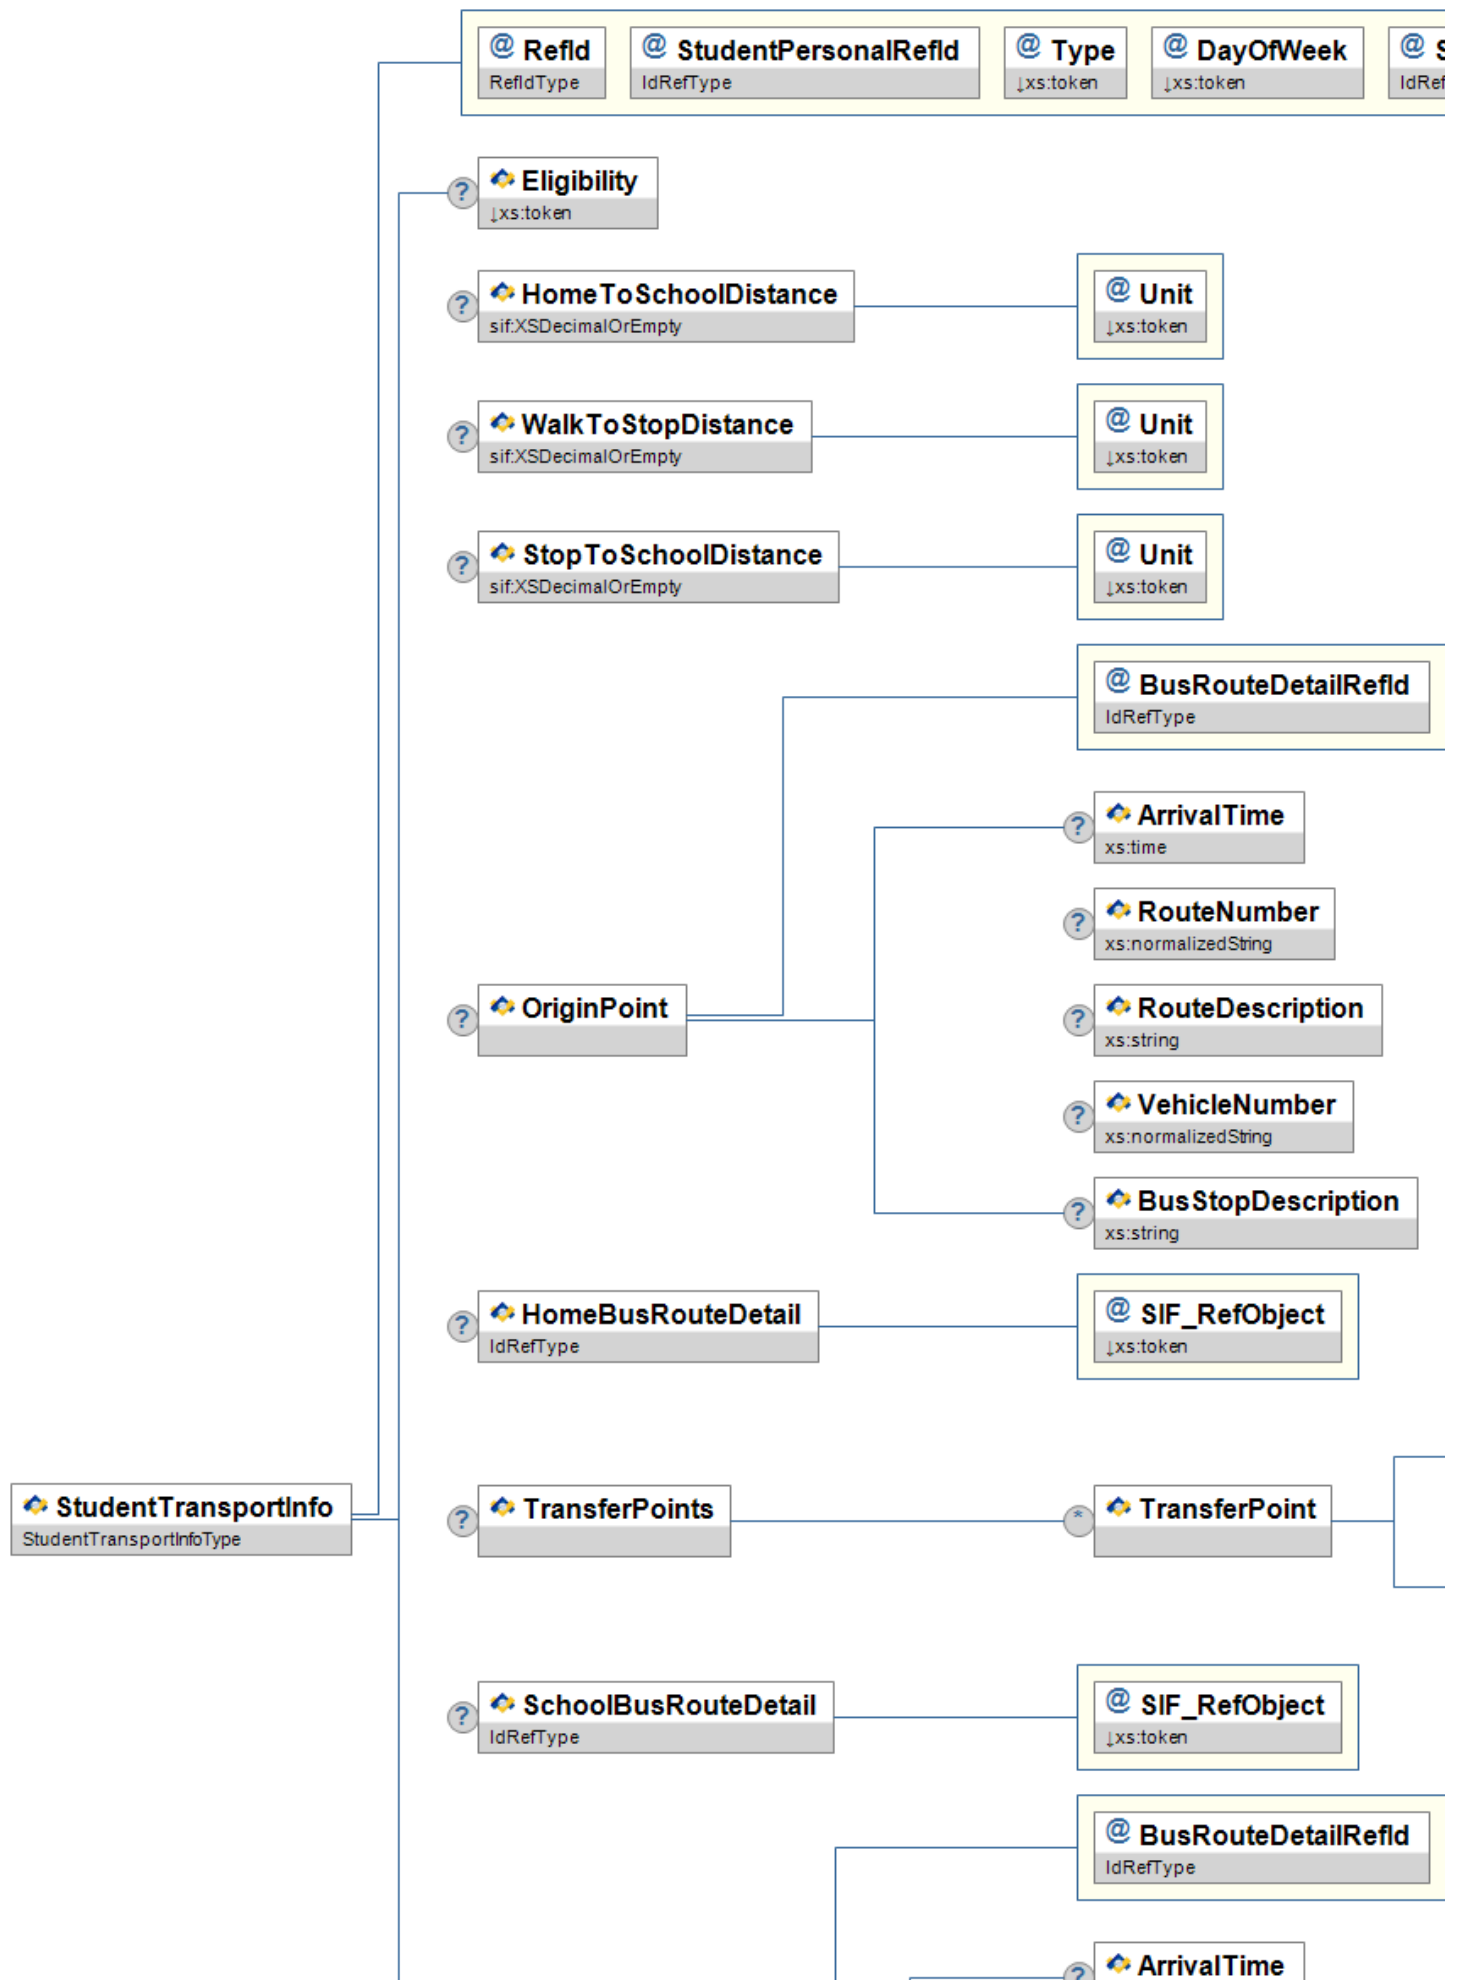 @ RefId @ StudentPersonalRefId @ Type @ DayOfWeek @
RefIdType IdRefType ↓xs:token ↓xs:token
? Eligibility
↓xs:token
? HomeToSchoolDistance @ Unit
sif:XSDecimalOrEmpty ↓xs:token
? WalkToStopDistance @ Unit
sif:XSDecimalOrEmpty ↓xs:token
? StopToSchoolDistance @ Unit
sif:XSDecimalOrEmpty ↓xs:token
@ BusRouteDetailRefId
IdRefType
? ArrivalTime
xs:time
? RouteNumber
xs:normalizedString
? OriginPoint ? RouteDescription
xs:string
? VehicleNumber
xs:normalizedString
? BusStopDescription
xs:string
? HomeBusRouteDetail @ SIF_RefObject
IdRefType ↓xs:token
StudentTransportInfo ? TransferPoints * TransferPoint
StudentTransportInfoType
? SchoolBusRouteDetail @ SIF_RefObject
IdRefType ↓xs:token
@ BusRouteDetailRefId
IdRefType
? ArrivalTime